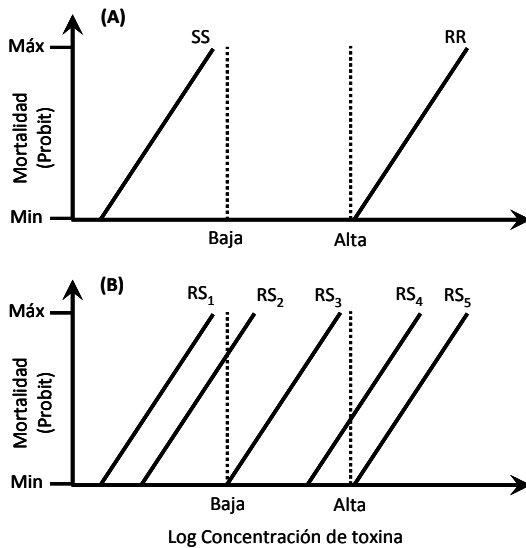 (A)
SS
RR
Máx
Mortalidad
(Probit)
Min
Baja
Alta
(B)
RS₁
RS₂
RS₃
RS₄
RS₅
Máx
Mortalidad
(Probit)
Min
Baja
Alta
Log Concentración de toxina